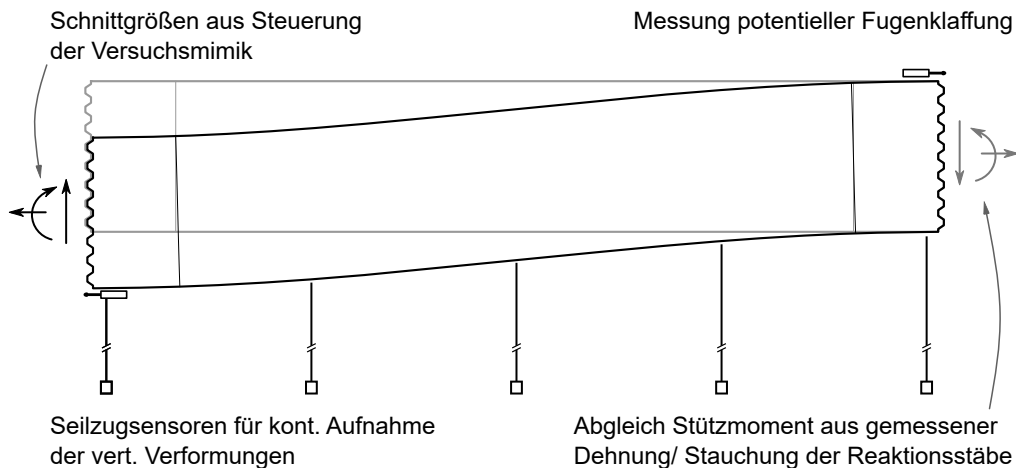 Schnittgrößen aus Steuerung
der Versuchsmimik
Messung potentieller Fugenklaffung
Seilzugsensoren für kont. Aufnahme
der vert. Verformungen
Abgleich Stützmoment aus gemessener
Dehnung/ Stauchung der Reaktionsstäbe